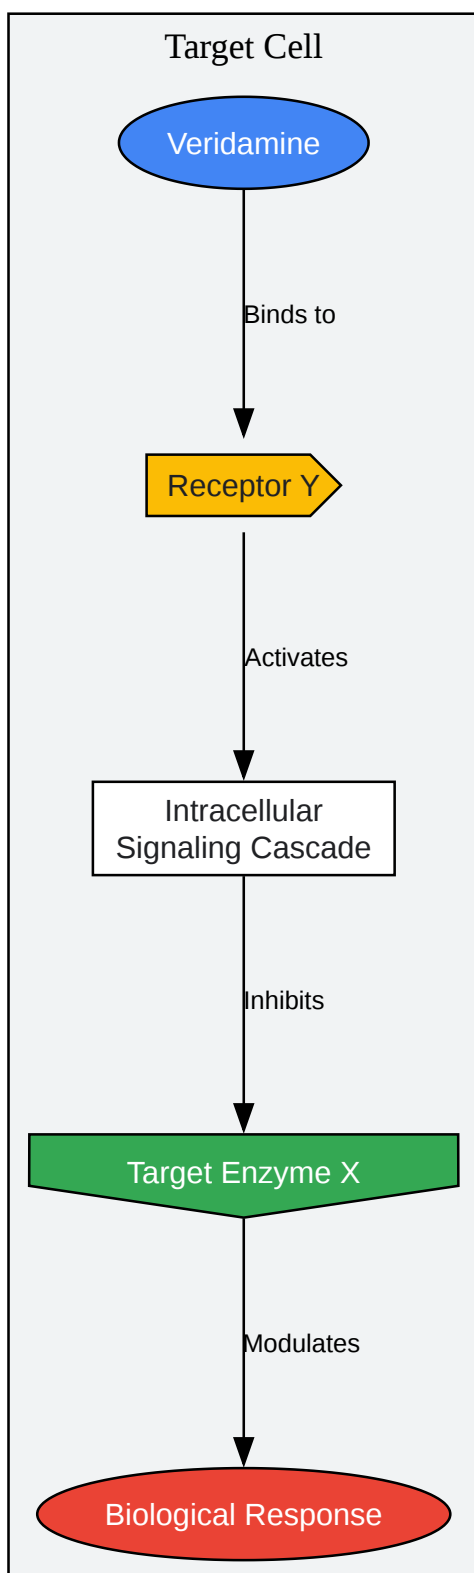 Target Cell
Veridamine
Binds to
Receptor Y
Activates
Intracellular
Signaling Cascade
Inhibits
Target Enzyme X
Modulates
Biological Response